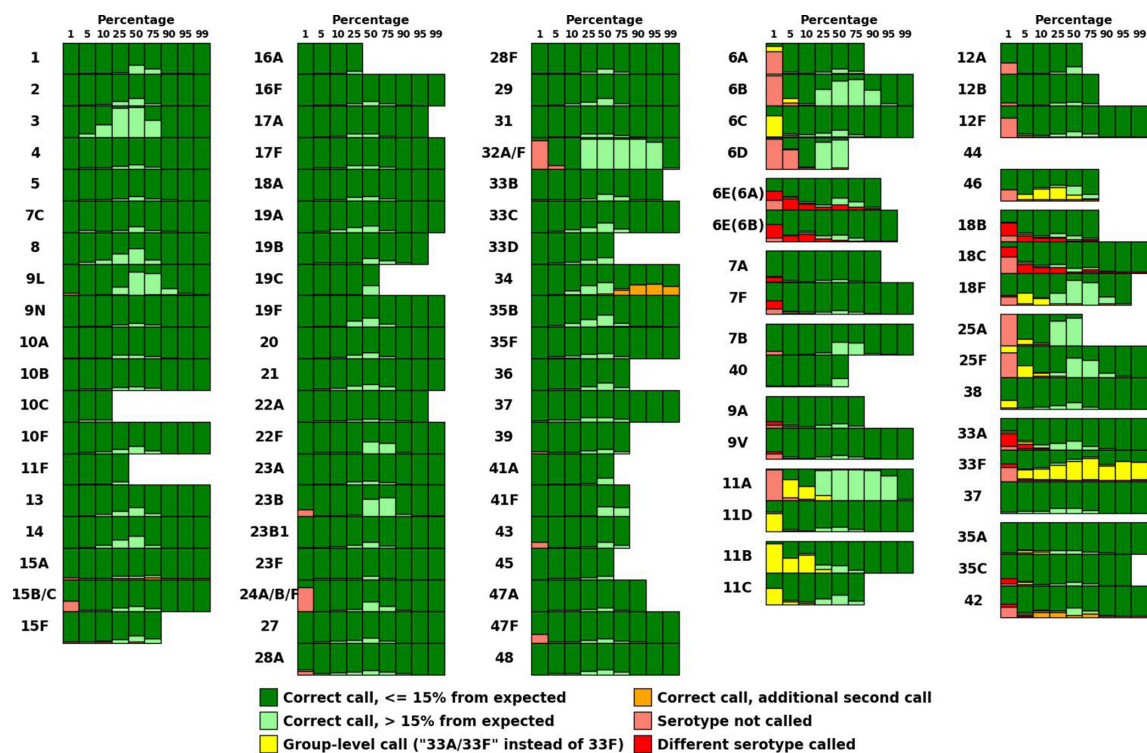 Percentage Percentage Percentage Percentage Percentage
1 5 10 25 50 75 90 95 99 1 5 10 25 50 75 90 95 99 1 5 10 25 50 75 90 95 99 1 5 10 25 50 75 90 95 99 1 5 10 25 50 75 90 95 99
1
2
3
4
5
7C
8
9L
9N
10A
10B
10C
10F
11F
13
14
15A
15B/C
15F
16A
16F
17A
17F
18A
19A
19B
19C
19F
20
21
22A
22F
23A
23B
23B1
23F
24A/B/F
27
28A
28F
29
31
32A/F
33B
33C
33D
34
35B
35F
36
37
39
41A
41F
43
45
47A
47F
48
6A
6B
6C
6D
6E(6A)
6E(6B)
7A
7F
7B
40
9A
9V
11A
11D
11B
11C
12A
12B
12F
44
46
18B
18C
18F
25A
25F
38
33A
33F
37
35A
35C
42
Correct call, <= 15% from expected
Correct call, > 15% from expected
Group-level call ("33A/33F" instead of 33F)
Correct call, additional second call
Serotype not called
Different serotype called